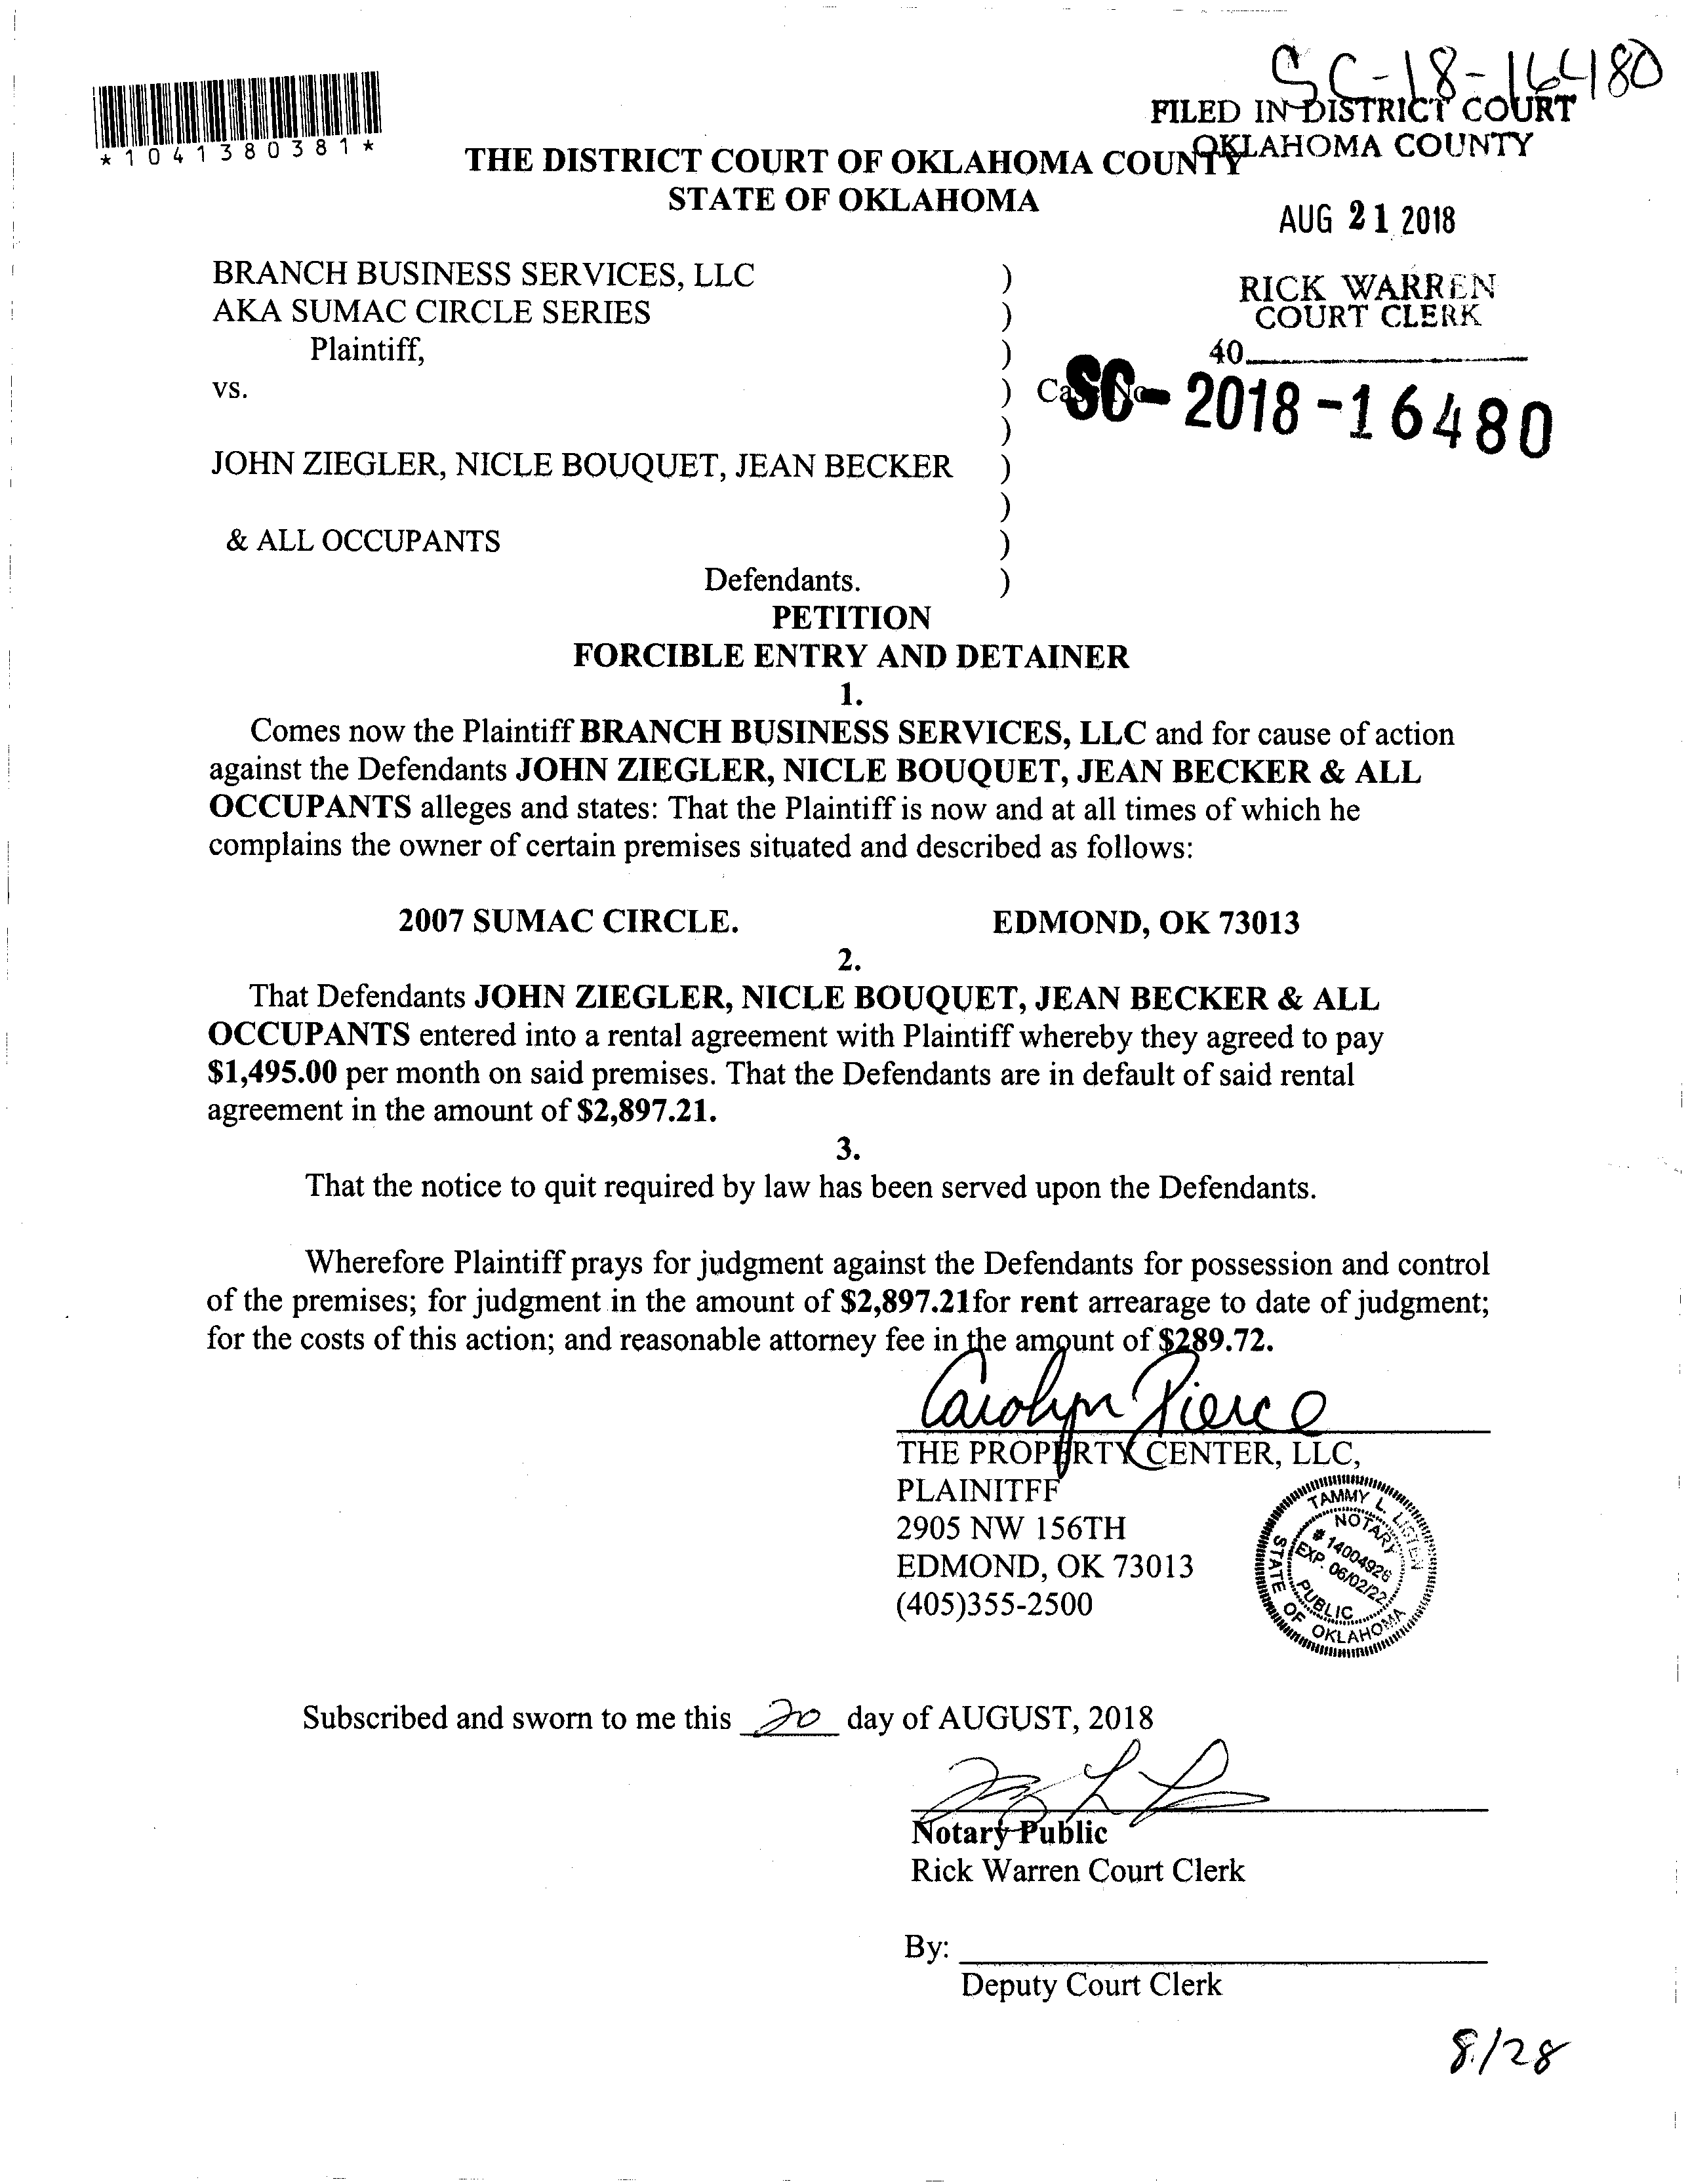 SC-18-16480
*1041380381*
FILED IN DISTRICT COURT
OKLAHOMA COUNTY
THE DISTRICT COURT OF OKLAHOMA COUNTY
STATE OF OKLAHOMA
AUG 21 2018
BRANCH BUSINESS SERVICES, LLC )
AKA SUMAC CIRCLE SERIES )
Plaintiff, )
RICK WARREN
COURT CLERK
40
vs. ) Case No SC-2018-16480
)
JOHN ZIEGLER, NICLE BOUQUET, JEAN BECKER )
)
& ALL OCCUPANTS )
Defendants. )
PETITION
FORCIBLE ENTRY AND DETAINER
1.
Comes now the Plaintiff BRANCH BUSINESS SERVICES, LLC and for cause of action
against the Defendants JOHN ZIEGLER, NICLE BOUQUET, JEAN BECKER & ALL
OCCUPANTS alleges and states: That the Plaintiff is now and at all times of which he
complains the owner of certain premises situated and described as follows:
2007 SUMAC CIRCLE. EDMOND, OK 73013
2.
That Defendants JOHN ZIEGLER, NICLE BOUQUET, JEAN BECKER & ALL
OCCUPANTS entered into a rental agreement with Plaintiff whereby they agreed to pay
$1,495.00 per month on said premises. That the Defendants are in default of said rental
agreement in the amount of $2,897.21.
3.
That the notice to quit required by law has been served upon the Defendants.
Wherefore Plaintiff prays for judgment against the Defendants for possession and control
of the premises; for judgment in the amount of $2,897.21for rent arrearage to date of judgment;
for the costs of this action; and reasonable attorney fee in the amount of $289.72.
Carolyn Pierce
THE PROPERTY CENTER, LLC,
PLAINITFF
2905 NW 156TH
EDMOND, OK 73013
(405)355-2500
TAMMY L. LISTEN
NOTARY
# 14004926
EXP. 06/02/22
PUBLIC
STATE OF OKLAHOMA
Subscribed and sworn to me this 20 day of AUGUST, 2018
Notary Public
Rick Warren Court Clerk
By:
Deputy Court Clerk
8/28